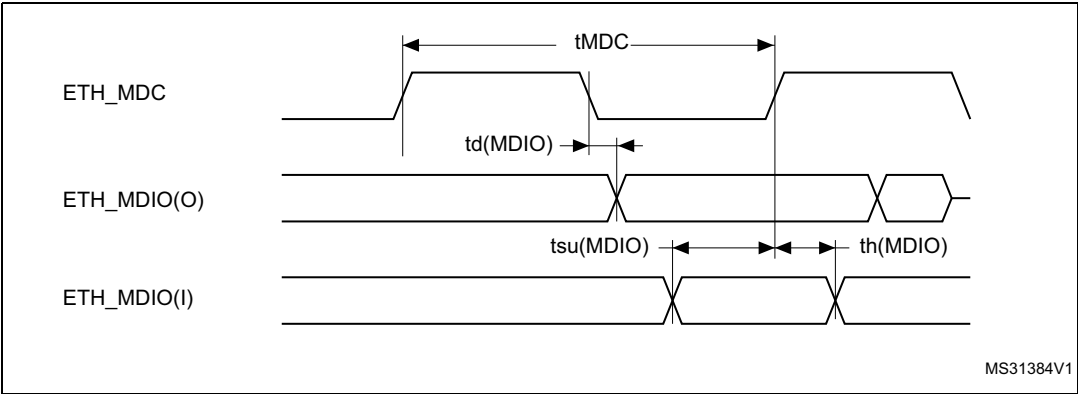 tMDC
ETH_MDC
td(MDIO)
ETH_MDIO(O)
tsu(MDIO)
th(MDIO)
ETH_MDIO(I)
MS31384V1